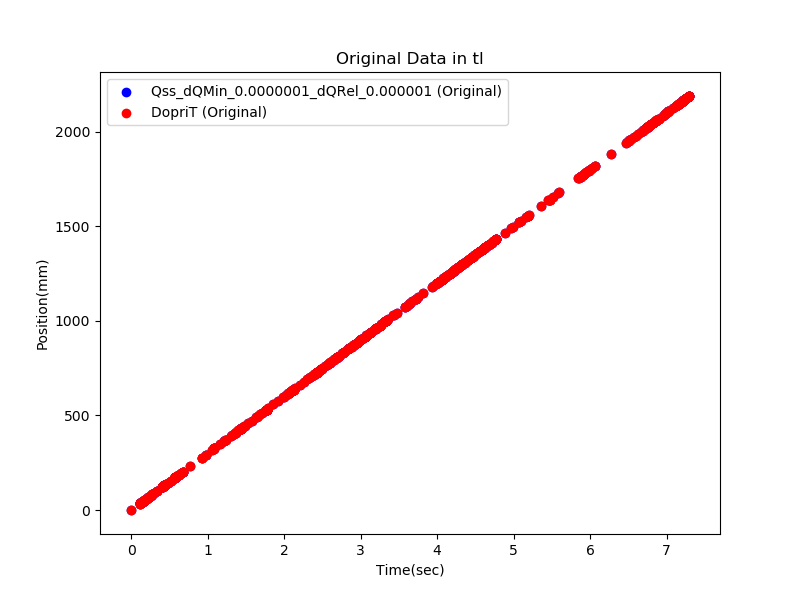 Original Data in tl
Qss_dQMin_0.0000001_dQRel_0.000001 (Original)
DopriT (Original)
2000
1500
1000
500
0
Position(mm)
0 1 2 3 4 5 6 7
Time(sec)